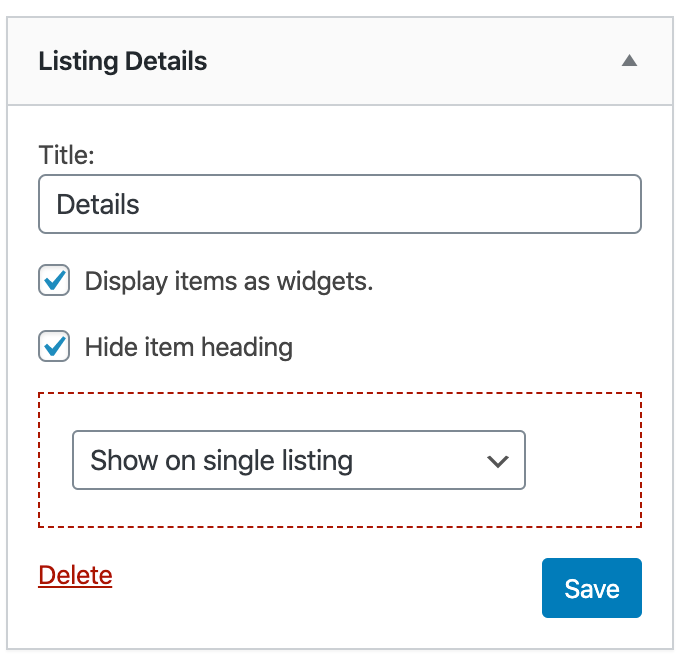 Listing Details
Title:
Details
Display items as widgets.
Hide item heading
Show on single listing
Delete
Save